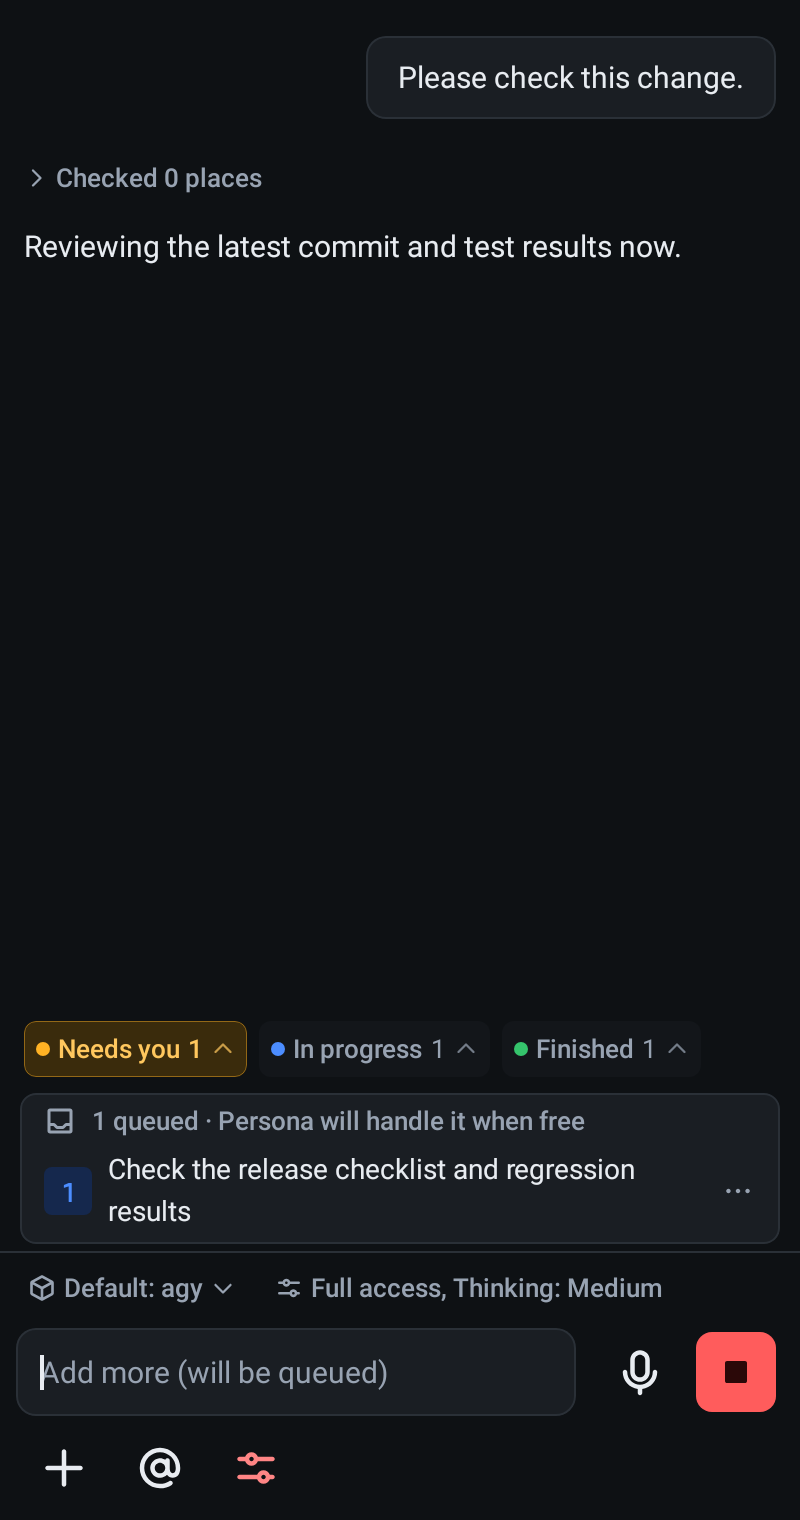 Please check this change.
Checked 0 places
Reviewing the latest commit and test results now.
Needs you 1
In progress 1
Finished 1
1 queued · Persona will handle it when free
1
Check the release checklist and regression
results
Default: agy
Full access, Thinking: Medium
Add more (will be queued)